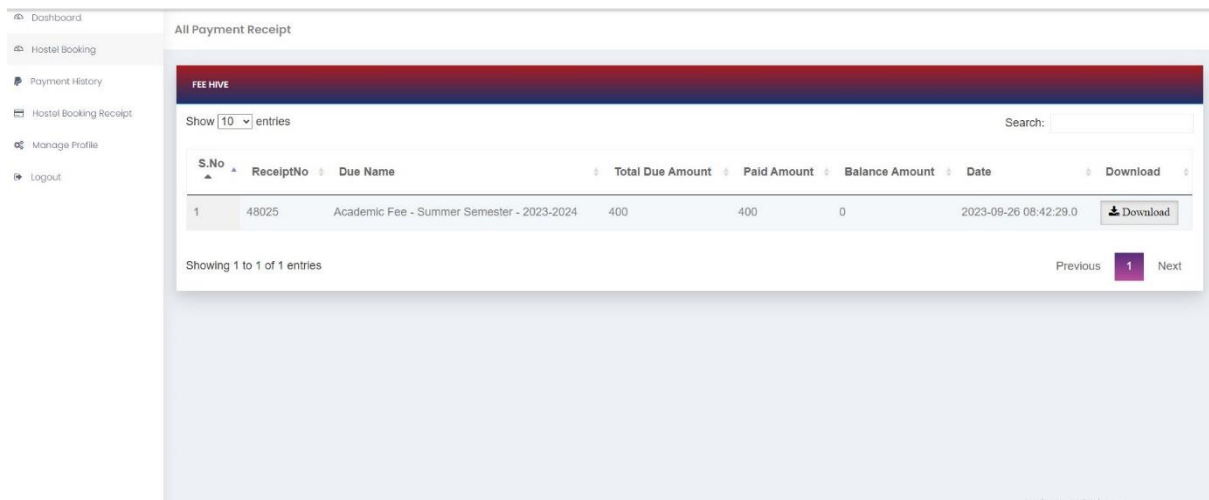 Dashboard
Hostel Booking
Payment History
Hostel Booking Receipt
Manage Profile
Logout
All Payment Receipt
FEE HIVE
Show 10 entries
Search:
S.No ReceiptNo Due Name Total Due Amount Paid Amount Balance Amount Date Download
1 48025 Academic Fee - Summer Semester - 2023-2024 400 400 0 2023-09-26 08:42:29.0 Download
Showing 1 to 1 of 1 entries
Previous 1 Next